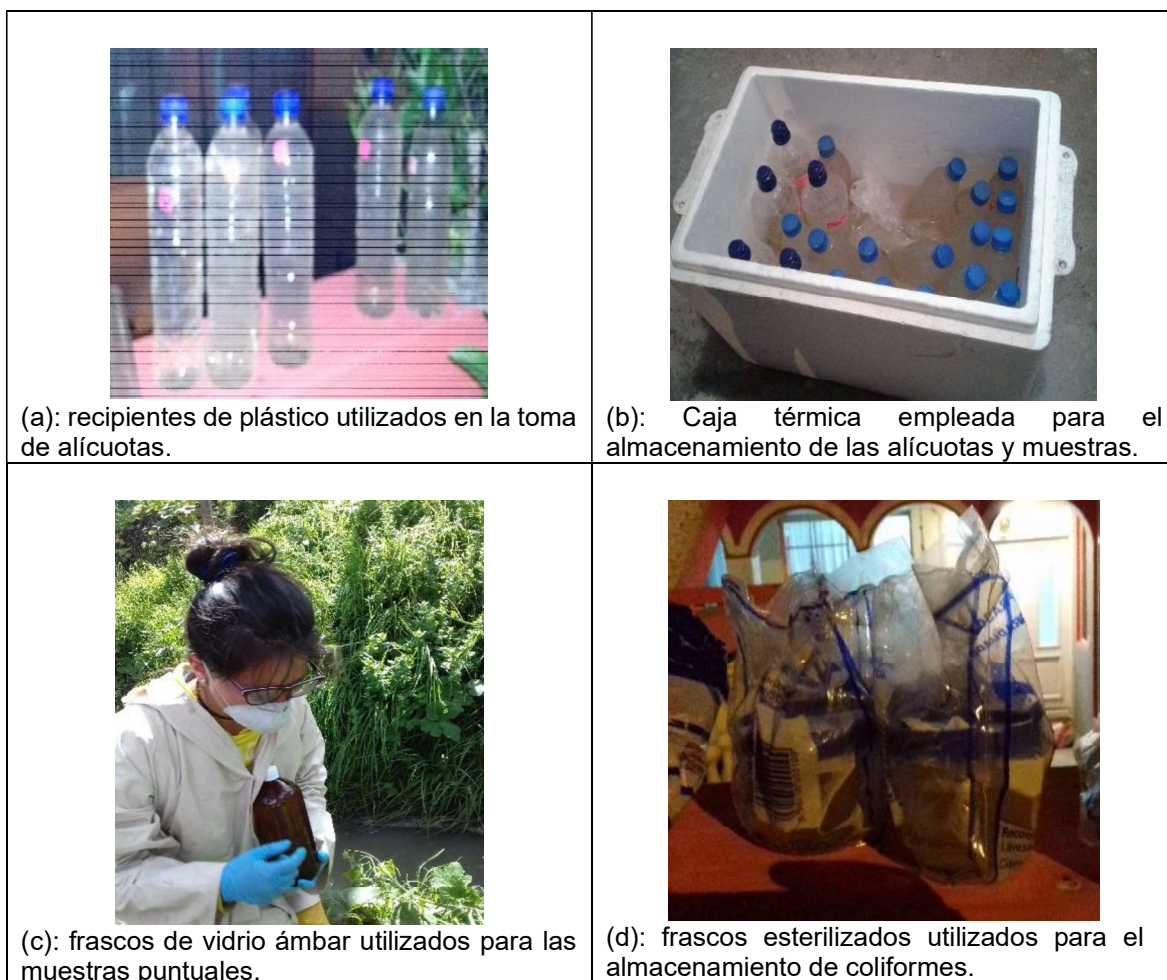 (a): recipientes de plástico utilizados en la toma
de alícuotas.
(b): Caja térmica empleada para el
almacenamiento de las alícuotas y muestras.
(c): frascos de vidrio ámbar utilizados para las
muestras puntuales.
(d): frascos esterilizados utilizados para el
almacenamiento de coliformes.